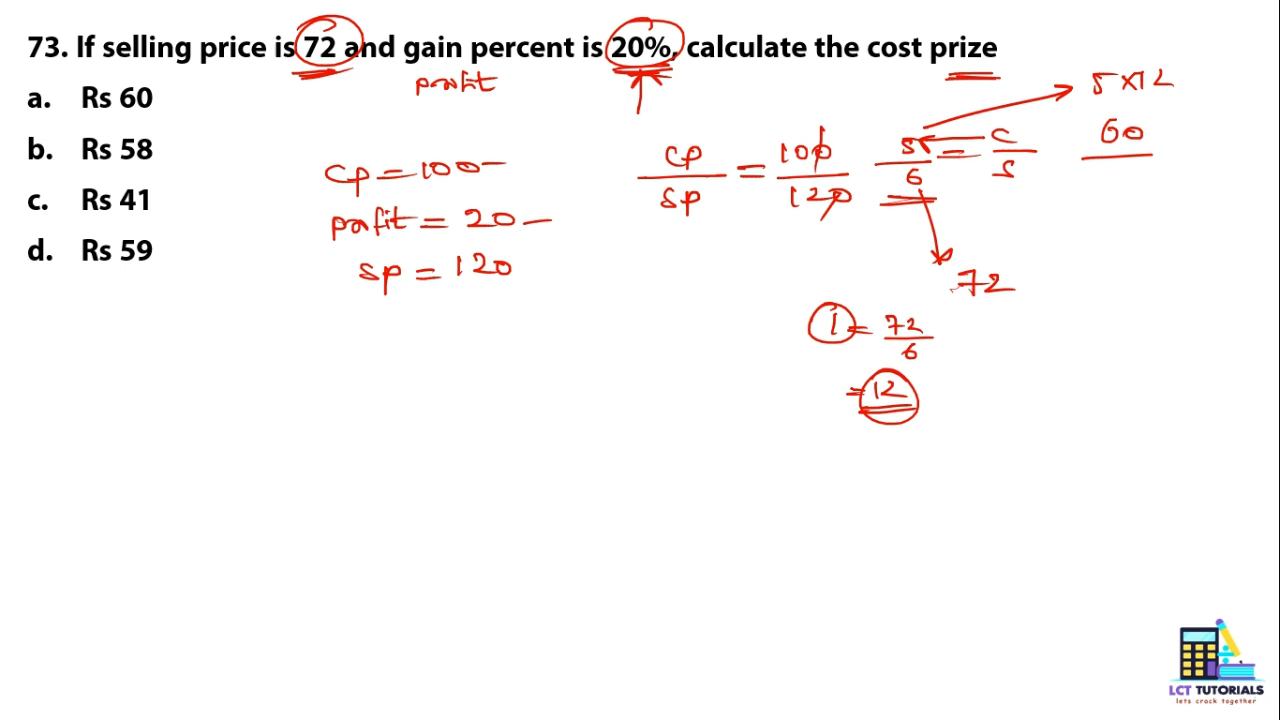 73. If selling price is 72 and gain percent is 20%, calculate the cost prize
profit
a. Rs 60
b. Rs 58
c. Rs 41
d. Rs 59
cp = 100
profit = 20
sp = 120
cp/sp = 100/120
5/6 = c/s
5 x 12
60
72
1 = 72/6
= 12
LCT TUTORIALS
lets crack together